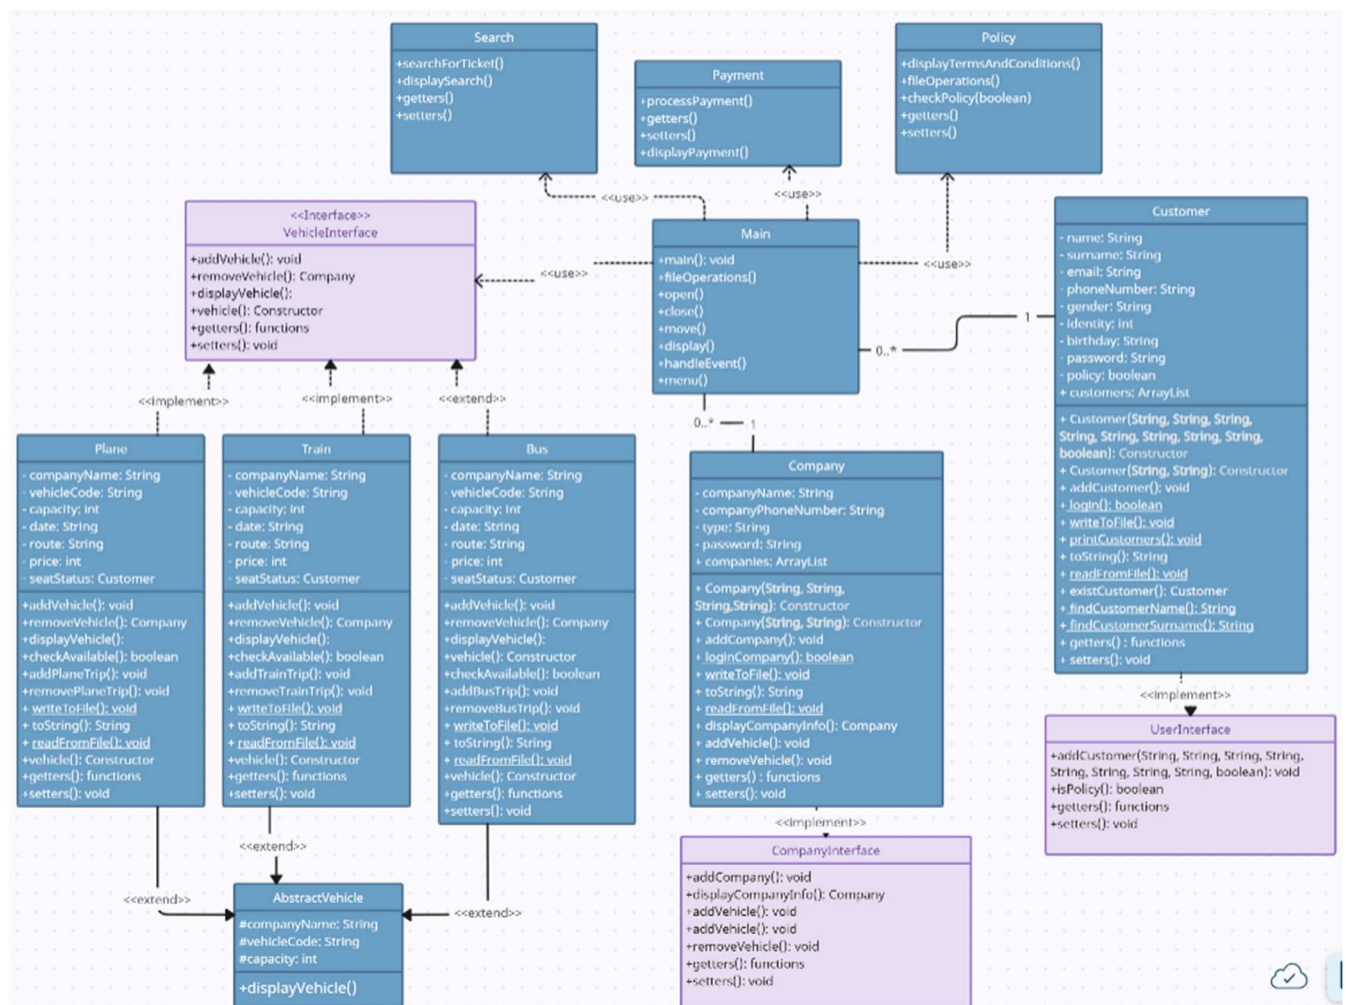 Search
+searchForTicket()
+displaySearch()
+getters()
+setters()
Payment
+processPayment()
+getters()
+setters()
+displayPayment()
Policy
+displayTermsAndConditions()
+fileOperations()
+checkPolicy(boolean)
+getters()
+setters()
<<use>>
<<use>>
<<use>>
<<use>>
<<Interface>>
VehicleInterface
+addVehicle(): void
+removeVehicle(): Company
+displayVehicle():
+vehicle(): Constructor
+getters(): functions
+setters(): void
Main
+main(): void
+fileOperations()
+open()
+close()
+move()
+display()
+handleEvent()
+menu()
0..*
1
0..*
1
Customer
- name: String
- surname: String
- email: String
- phoneNumber: String
- gender: String
- identity: int
- birthday: String
- password: String
- policy: boolean
+ customers: ArrayList
+ Customer(String, String, String,
String, String, String, String, String,
boolean): Constructor
+ Customer(String, String): Constructor
+ addCustomer(): void
+ login(): boolean
+ writeToFile(): void
+ printCustomers(): void
+ toString(): String
+ readFromFile(): void
+ existCustomer(): Customer
+ findCustomerName(): String
+ findCustomerSurname(): String
+ getters() : functions
+ setters(): void
<<implement>>
<<implement>>
<<extend>>
Plane
- companyName: String
- vehicleCode: String
- capacity: int
- date: String
- route: String
- price: int
- seatStatus: Customer
+addVehicle(): void
+removeVehicle(): Company
+displayVehicle():
+checkAvailable(): boolean
+addPlaneTrip(): void
+removePlaneTrip(): void
+ writeToFile(): void
+ toString(): String
+ readFromFile(): void
+vehicle(): Constructor
+getters(): functions
+setters(): void
Train
- companyName: String
- vehicleCode: String
- capacity: int
- date: String
- route: String
- price: int
- seatStatus: Customer
+addVehicle(): void
+removeVehicle(): Company
+displayVehicle():
+checkAvailable(): boolean
+addTrainTrip(): void
+removeTrainTrip(): void
+ writeToFile(): void
+ toString(): String
+ readFromFile(): void
+vehicle(): Constructor
+getters(): functions
+setters(): void
Bus
- companyName: String
- vehicleCode: String
- capacity: int
- date: String
- route: String
- price: int
- seatStatus: Customer
+addVehicle(): void
+removeVehicle(): Company
+displayVehicle():
+vehicle(): Constructor
+checkAvailable(): boolean
+addBusTrip(): void
+removeBusTrip(): void
+ writeToFile(): void
+ toString(): String
+ readFromFile(): void
+vehicle(): Constructor
+getters(): functions
+setters(): void
Company
- companyName: String
- companyPhoneNumber: String
- type: String
- password: String
+ companies: ArrayList
+ Company(String, String,
String,String): Constructor
+ Company(String, String): Constructor
+ addCompany(): void
+ loginCompany(): boolean
+ writeToFile(): void
+ toString(): String
+ readFromFile(): void
+ displayCompanyInfo(): Company
+ addVehicle(): void
+ removeVehicle(): void
+ getters() : functions
+ setters(): void
<<implement>>
UserInterface
+addCustomer(String, String, String, String,
String, String, String, String, boolean): void
+isPolicy(): boolean
+getters(): functions
+setters(): void
<<implement>>
CompanyInterface
+addCompany(): void
+displayCompanyInfo(): Company
+addVehicle(): void
+addVehicle(): void
+removeVehicle(): void
+getters(): functions
+setters(): void
<<extend>>
<<extend>>
<<extend>>
AbstractVehicle
#companyName: String
#vehicleCode: String
#capacity: int
+displayVehicle()